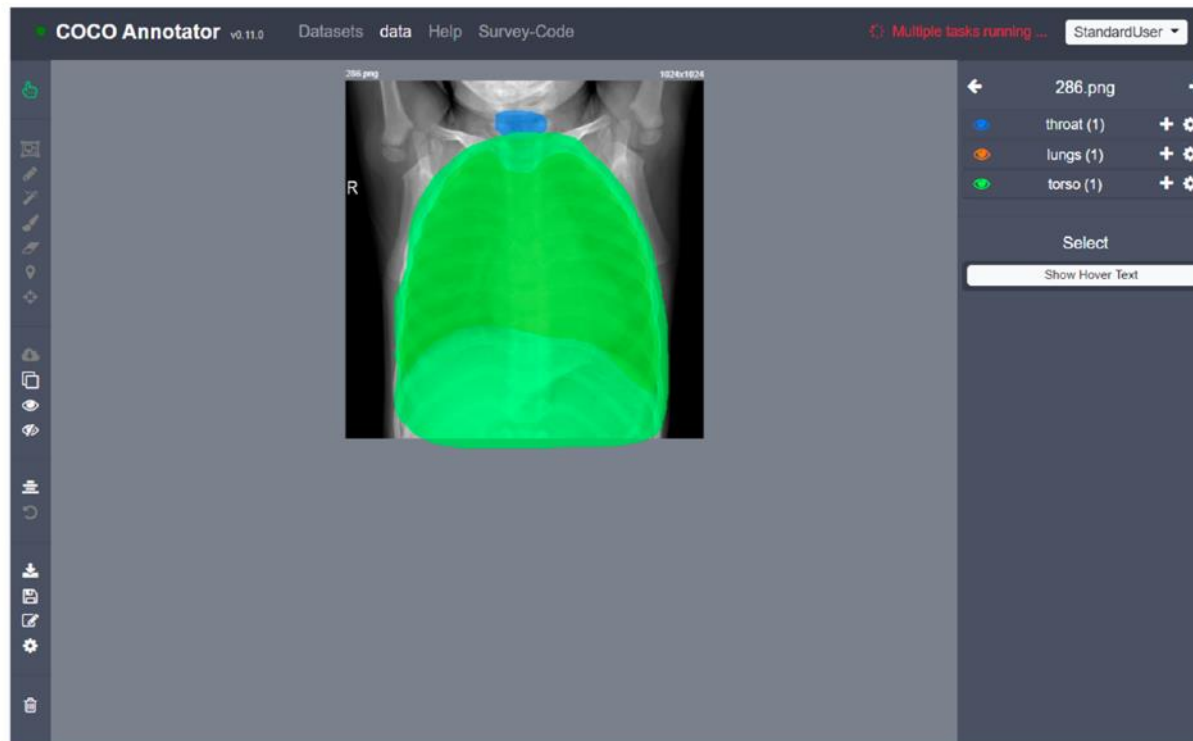 COCO Annotator v0.11.0 Datasets data Help Survey-Code Multiple tasks running ... StandardUser
286.png 1024x1024
R
286.png
throat (1)
lungs (1)
torso (1)
Select
Show Hover Text